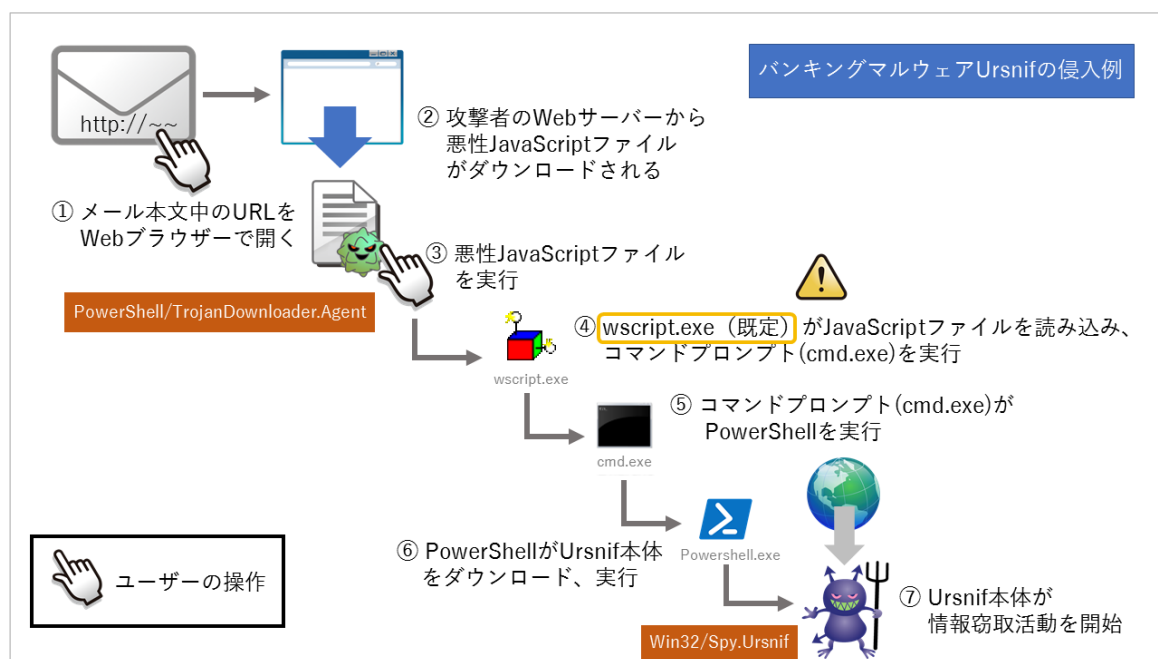 バンキングマルウェアUrsnifの侵入例
http://~~
① メール本文中のURLを
Webブラウザーで開く
② 攻撃者のWebサーバーから
悪性JavaScriptファイル
がダウンロードされる
③ 悪性JavaScriptファイル
を実行
PowerShell/TrojanDownloader.Agent
④ wscript.exe（既定）がJavaScriptファイルを読み込み、
コマンドプロンプト(cmd.exe)を実行
wscript.exe
⑤ コマンドプロンプト(cmd.exe)が
PowerShellを実行
cmd.exe
⑥ PowerShellがUrsnif本体
をダウンロード、実行
Powershell.exe
⑦ Ursnif本体が
情報窃取活動を開始
Win32/Spy.Ursnif
ユーザーの操作